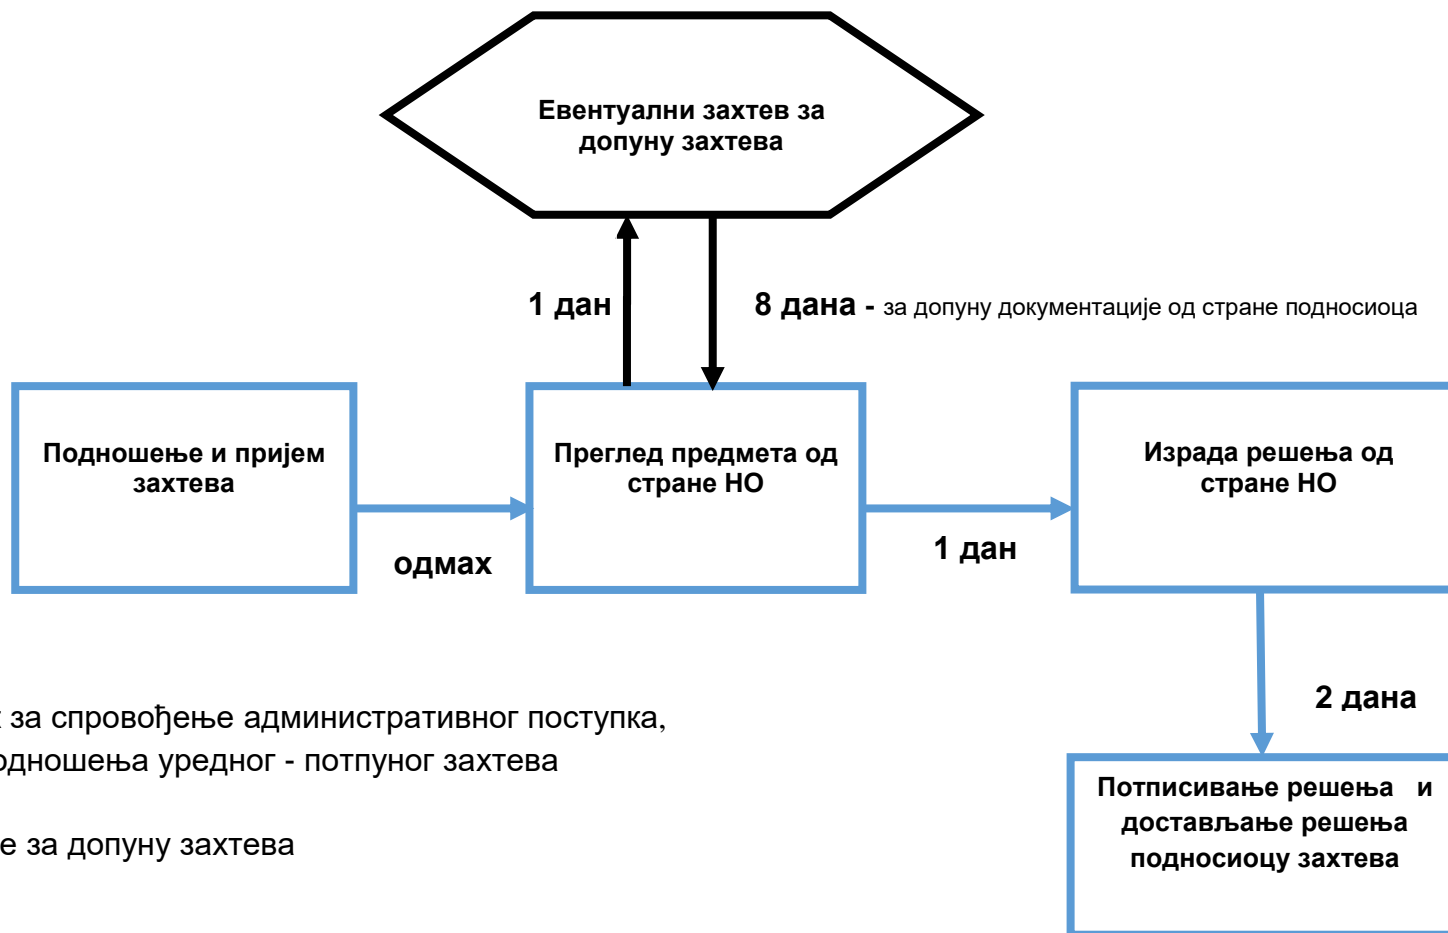 Евентуални захтев за
допуну захтева
1 дан
8 дана - за допуну документације од стране подносиоца
Подношење и пријем
захтева
одмах
Преглед предмета од
стране НО
1 дан
Израда решења од
стране НО
2 дана
за спровођење административног поступка,
одношења уредног - потпуног захтева
е за допуну захтева
Потписивање решења и
достављање решења
подносиоцу захтева